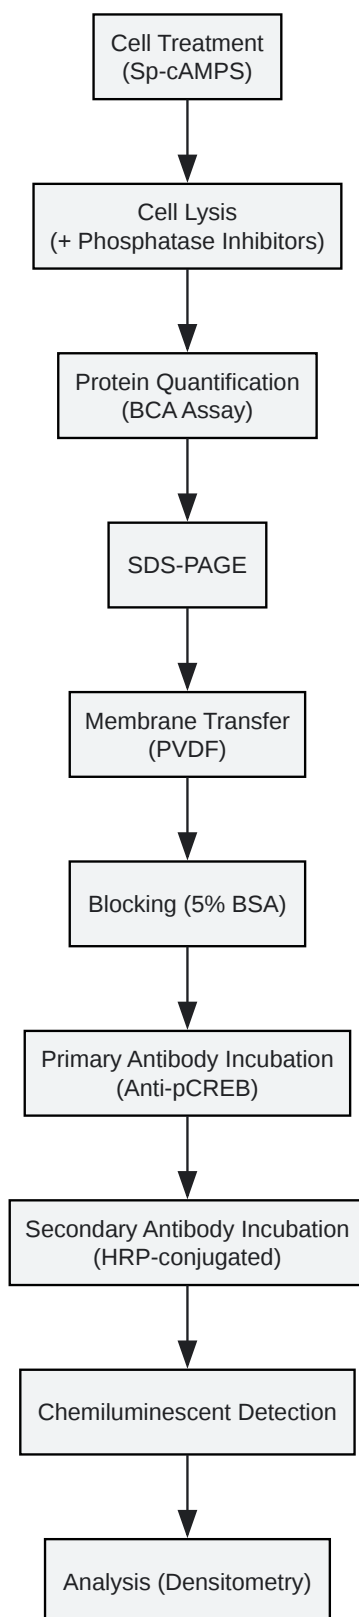 Cell Treatment
(Sp-cAMPS)
Cell Lysis
(+ Phosphatase Inhibitors)
Protein Quantification
(BCA Assay)
SDS-PAGE
Membrane Transfer
(PVDF)
Blocking (5% BSA)
Primary Antibody Incubation
(Anti-pCREB)
Secondary Antibody Incubation
(HRP-conjugated)
Chemiluminescent Detection
Analysis (Densitometry)